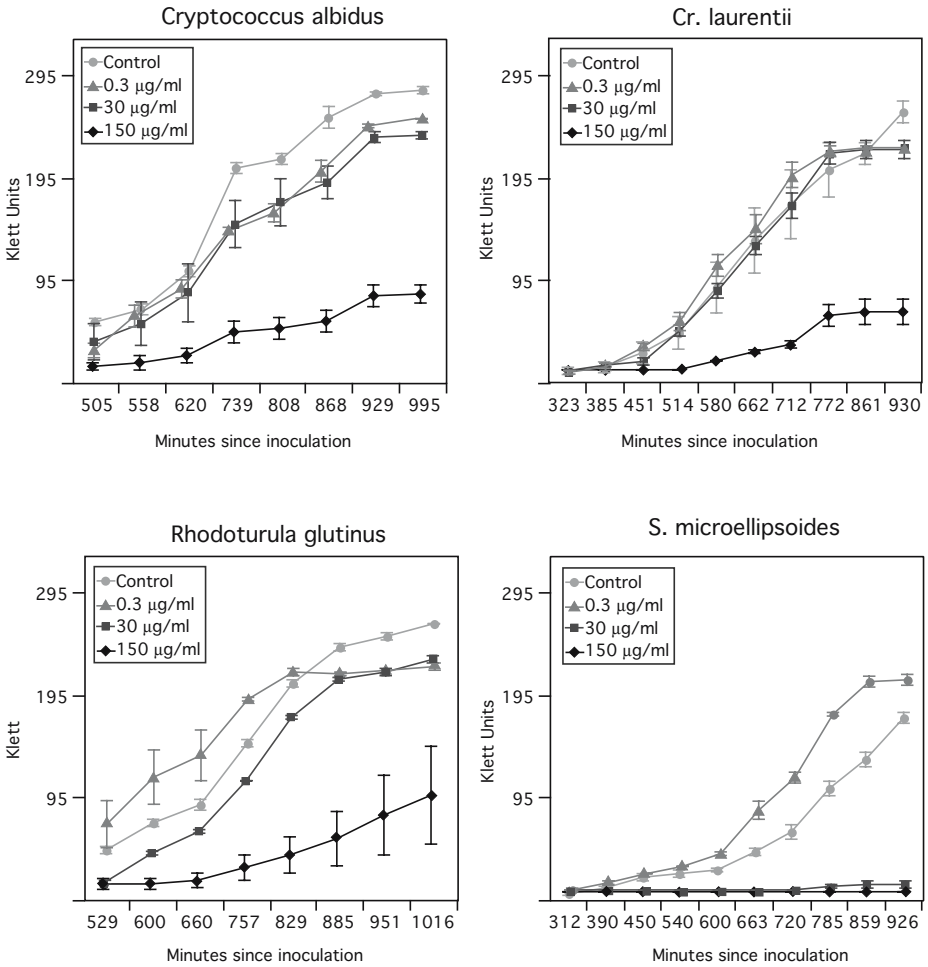 Cryptococcus albidus
295
195
95
Klett Units
Control
0.3 μg/ml
30 μg/ml
150 μg/ml
505 558 620 739 808 868 929 995
Minutes since inoculation
Cr. laurentii
295
195
95
Klett Units
Control
0.3 μg/ml
30 μg/ml
150 μg/ml
323 385 451 514 580 662 712 772 861 930
Minutes since inoculation
Rhodoturula glutinus
295
195
95
Klett
Control
0.3 μg/ml
30 μg/ml
150 μg/ml
529 600 660 757 829 885 951 1016
Minutes since inoculation
S. microellipsoides
295
195
95
Klett Units
Control
0.3 μg/ml
30 μg/ml
150 μg/ml
312 390 450 540 600 663 720 785 859 926
Minutes since inoculation